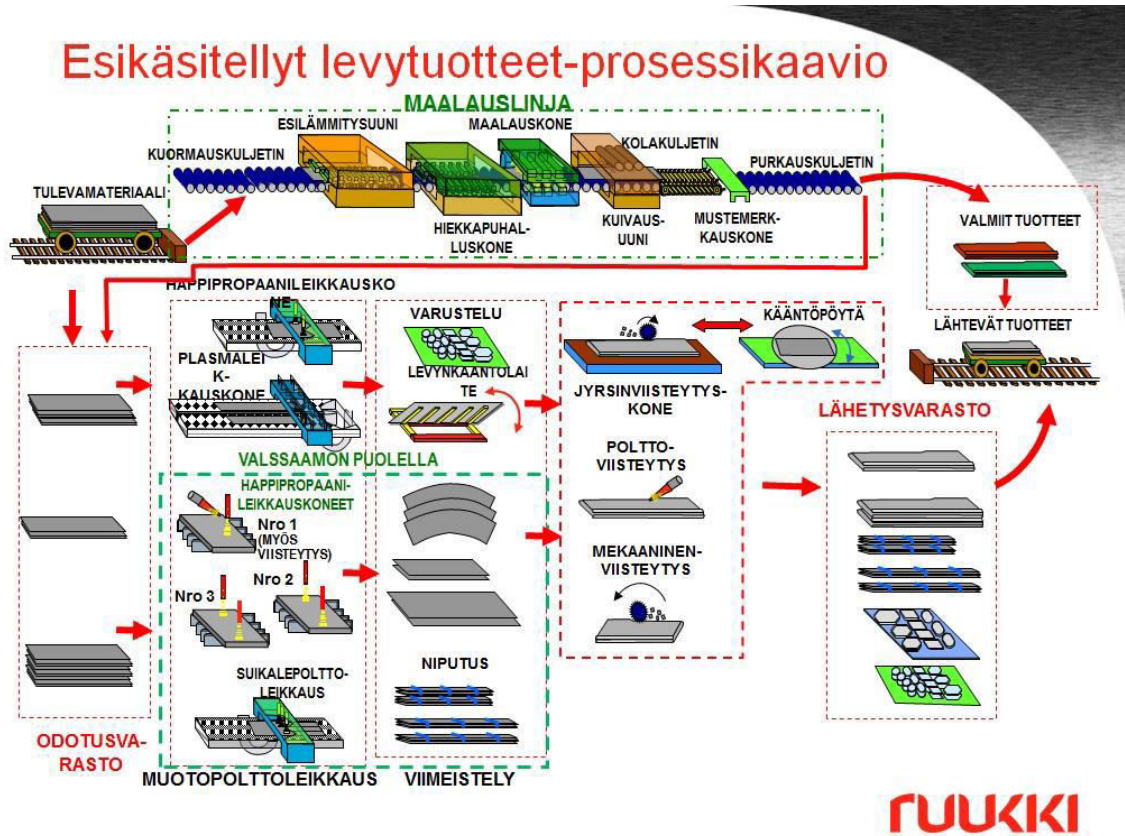 Esikäsitellyt levytuotteet-prosessikaavio
MAALAUSLINJA
ESILÄMMITYSUUNI
MAALAUSKONE
KUORMAUSKULJETIN
KOLAKULJETIN
PURKAUSKULJETIN
TULEVAMATERIAALI
HIEKKAPUHAL-
LUSKONE
KUIVAUS-
UUNI
MUSTEMERK-
KAUSKONE
VALMIIT TUOTTEET
HAPPIPROPAANILEIKKAUSKO
NE
VARUSTELU
KÄÄNTÖPÖYTÄ
LÄHTEVÄT TUOTTEET
PLASMALEI
K-
KAUSKONE
LEVYNKÄÄNTÖLAI
TE
JYRSINVIISTEYTYS-
KONE
LÄHETYSVARASTO
VALSSAAMON PUOLELLA
HAPPIPROPAANI-
LEIKKAUSKONEET
Nro 1
(MYÖS
VIISTEYTYS)
POLTTO-
VIISTEYTYS
Nro 2
Nro 3
MEKAANINEN-
VIISTEYTYS
SUIKALEPOLTTO-
LEIKKAUS
NIPUTUS
ODOTUSVA-
RASTO
MUOTOPOLTTOLEIKKAUS
VIIMEISTELY
RUUKKI